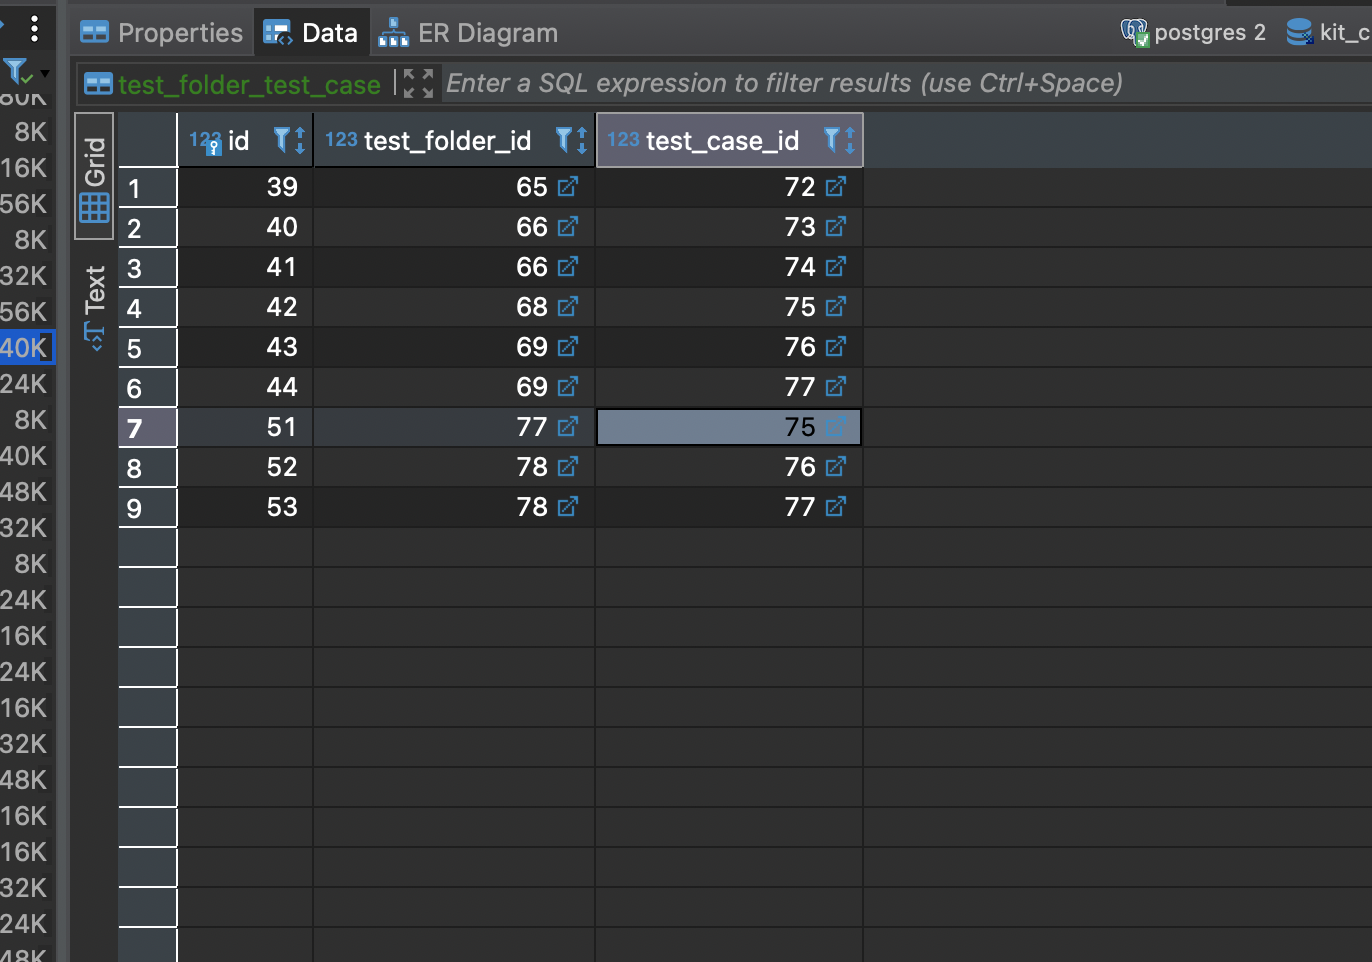 Properties Data ER Diagram postgres 2 kit_c
test_folder_test_case Enter a SQL expression to filter results (use Ctrl+Space)
Grid
Text
123 id 123 test_folder_id 123 test_case_id
1 39 65 72
2 40 66 73
3 41 66 74
4 42 68 75
5 43 69 76
6 44 69 77
7 51 77 75
8 52 78 76
9 53 78 77
80K
8K
16K
56K
8K
32K
56K
40K
24K
8K
40K
48K
32K
8K
24K
16K
24K
16K
32K
48K
16K
16K
32K
24K
48K